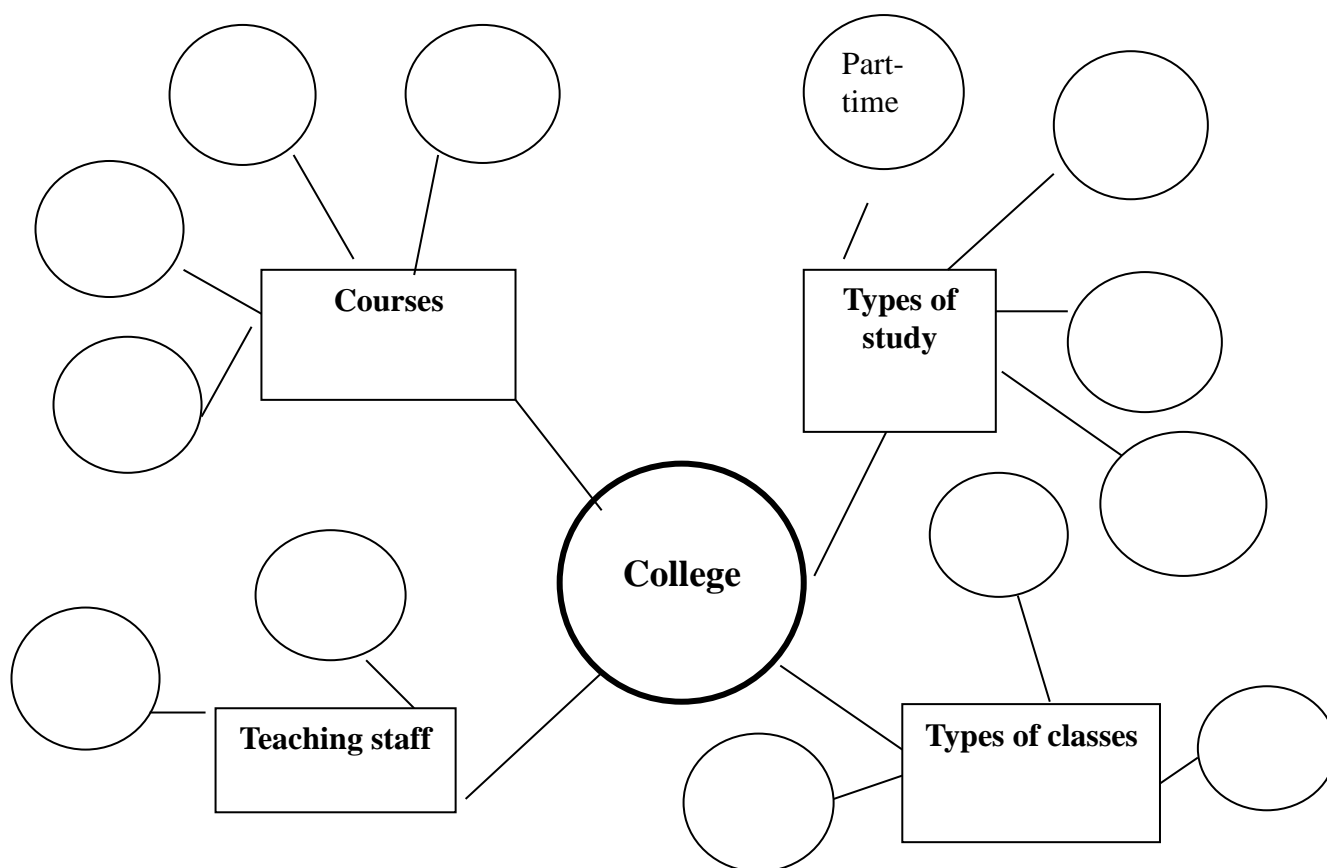 Part-
time
Courses
Types of
study
College
Teaching staff
Types of classes